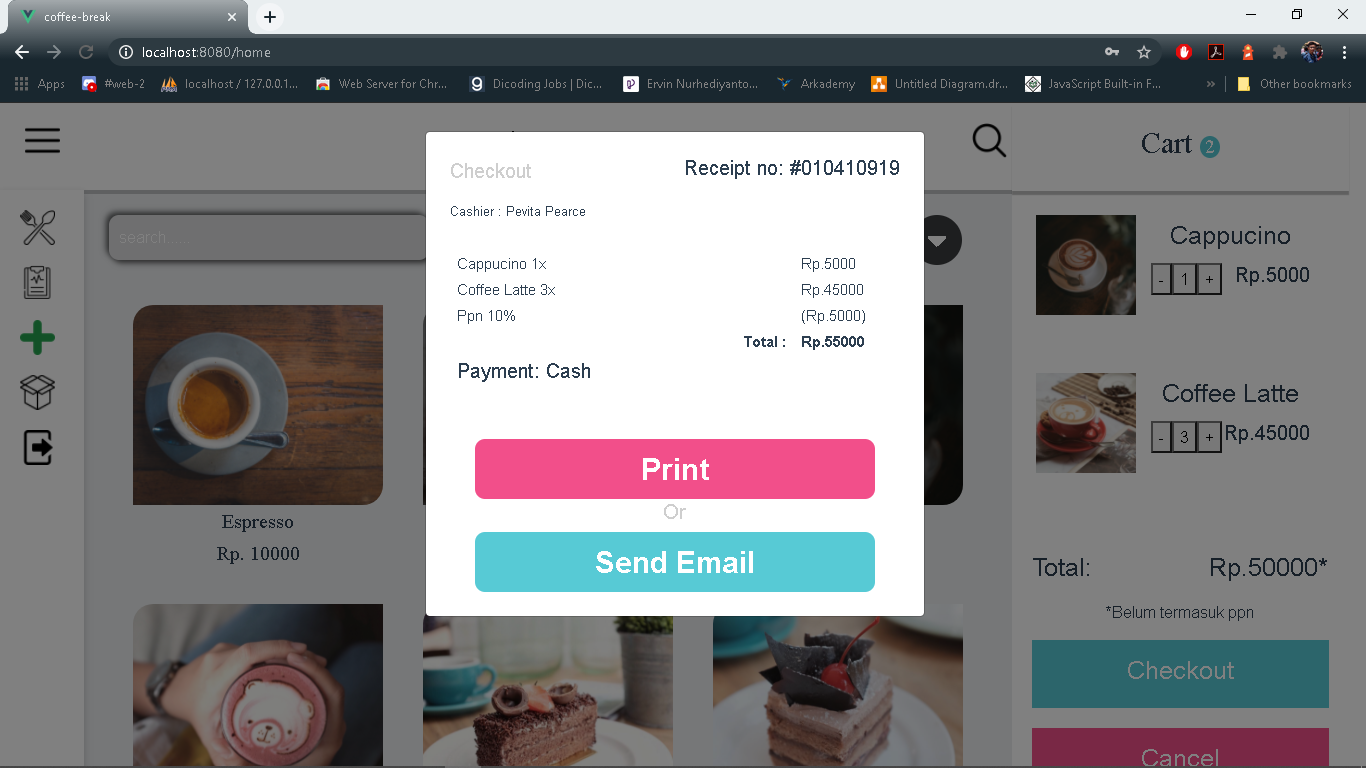 coffee-break
localhost:8080/home
Apps
#web-2
localhost / 127.0.0.1...
Web Server for Chr...
Dicoding Jobs | Dic...
Ervin Nurhediyanto...
Arkademy
Untitled Diagram.dr...
JavaScript Built-in F...
»
Other bookmarks
Cart 2
search......
Checkout
Receipt no: #010410919
Cashier : Pevita Pearce
Cappucino 1x Rp.5000
Coffee Latte 3x Rp.45000
Ppn 10% (Rp.5000)
Total : Rp.55000
Payment: Cash
Print
Or
Send Email
Espresso
Rp. 10000
Cappucino
- 1 + Rp.5000
Coffee Latte
- 3 + Rp.45000
Total: Rp.50000*
*Belum termasuk ppn
Checkout
Cancel